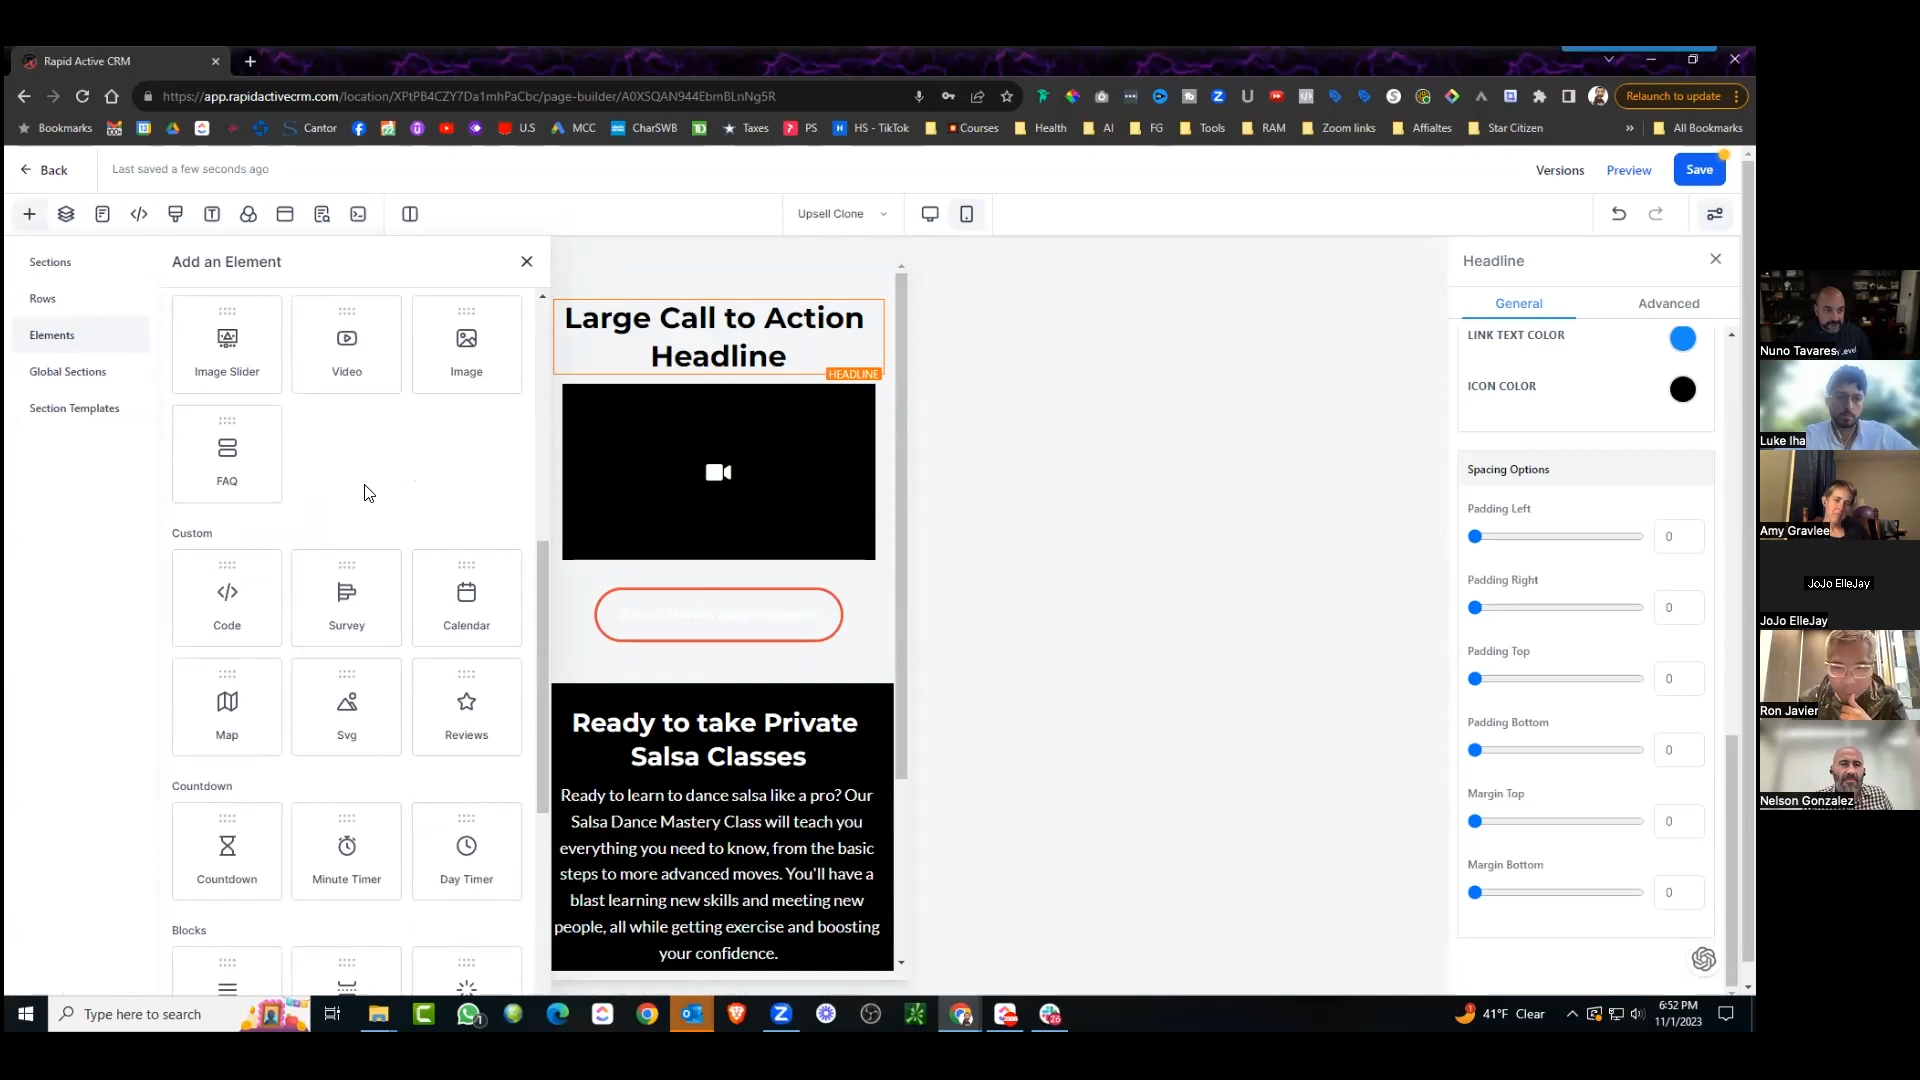 Rapid Active CRM
https://app.rapidactivecrm.com/location/XPtPB4CZY7Da1mhPaCbc/page-builder/A0XSQAN944EbmBLnNg5R
Relaunch to update
Bookmarks
Cantor
U.S
MCC
CharSWB
Taxes
PS
HS - TikTok
Courses
Health
AI
FG
Tools
RAM
Zoom links
Affialtes
Star Citizen
»
All Bookmarks
Back
Last saved a few seconds ago
Versions
Preview
Save
Upsell Clone
Sections
Rows
Elements
Global Sections
Section Templates
Add an Element
Image Slider
Video
Image
FAQ
Custom
Code
Survey
Calendar
Map
Svg
Reviews
Countdown
Countdown
Minute Timer
Day Timer
Blocks
Large Call to Action
Headline
HEADLINE
Ready to take Private
Salsa Classes
Ready to learn to dance salsa like a pro? Our
Salsa Dance Mastery Class will teach you
everything you need to know, from the basic
steps to more advanced moves. You'll have a
blast learning new skills and meeting new
people, all while getting exercise and boosting
your confidence.
Headline
General
Advanced
LINK TEXT COLOR
ICON COLOR
Spacing Options
Padding Left
0
Padding Right
0
Padding Top
0
Padding Bottom
0
Margin Top
0
Margin Bottom
0
Nuno Tavares
Luke Iha
Amy Gravlee
JoJo ElleJay
JoJo ElleJay
Ron Javier
Nelson Gonzalez
Type here to search
1
26
41°F Clear
6:52 PM
11/1/2023